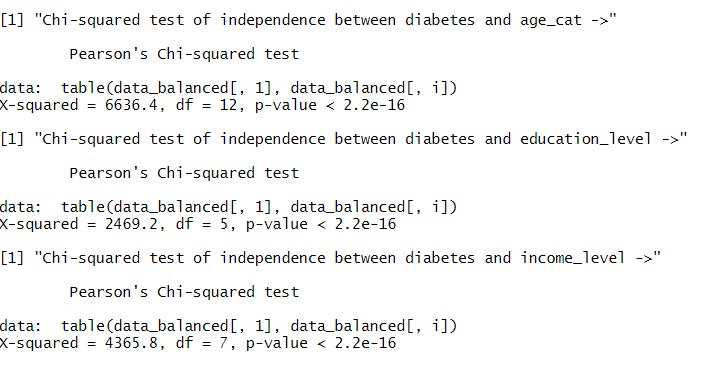 [1] "Chi-squared test of independence between diabetes and age_cat ->"
Pearson's Chi-squared test
data:  table(data_balanced[, 1], data_balanced[, i])
X-squared = 6636.4, df = 12, p-value < 2.2e-16
[1] "Chi-squared test of independence between diabetes and education_level ->"
Pearson's Chi-squared test
data:  table(data_balanced[, 1], data_balanced[, i])
X-squared = 2469.2, df = 5, p-value < 2.2e-16
[1] "Chi-squared test of independence between diabetes and income_level ->"
Pearson's Chi-squared test
data:  table(data_balanced[, 1], data_balanced[, i])
X-squared = 4365.8, df = 7, p-value < 2.2e-16